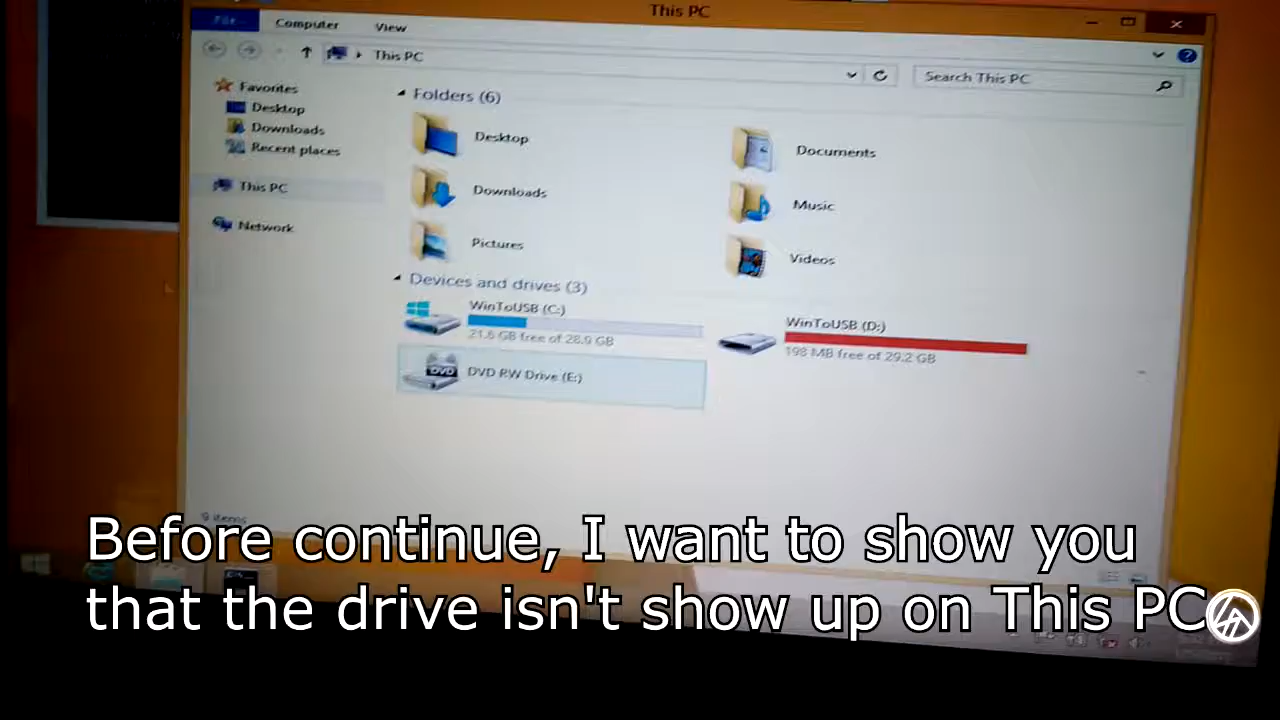 This PC
File
Computer
View
This PC
Search This PC
Favorites
Desktop
Downloads
Recent places
This PC
Network
Folders (6)
Desktop
Documents
Downloads
Music
Pictures
Videos
Devices and drives (3)
WinToUSB (C:)
21.6 GB free of 28.9 GB
WinToUSB (D:)
198 MB free of 29.2 GB
DVD RW Drive (E:)
DVD
9 items
Before continue, I want to show you
that the drive isn't show up on This PC